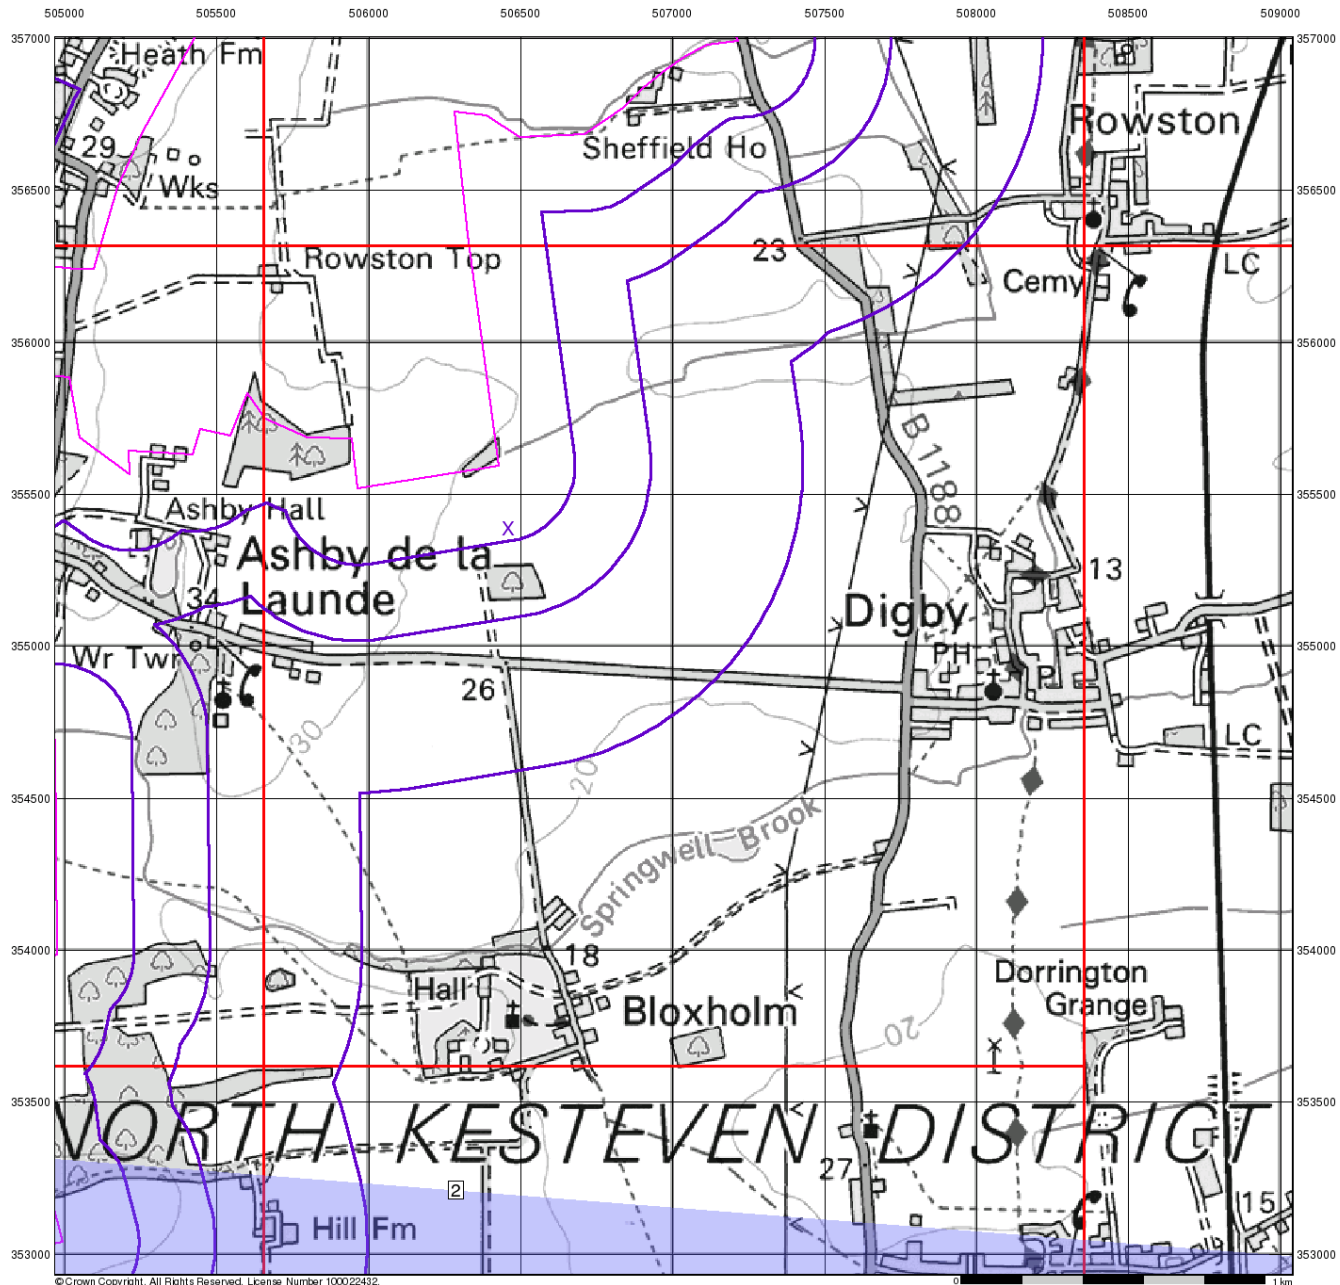 505000 505500 506000 506500 507000 507500 508000 508500 509000
357000 357000
Heath Fm
Rowston
29
Sheffield Ho
Wks
356500 356500
23
Rowston Top
LC
Cemy
356000 356000
B 1188
355500 355500
Ashby Hall
X
Ashby de la
Launde
13
34
Digby
355000 355000
Wr Twr
PH
P
26
30
LC
20
354500 354500
Springwell Brook
354000 354000
18
Dorrington
Grange
Hall
Bloxholm
20
353500 353500
NORTH KESTEVEN DISTRICT
27
2
15
Hill Fm
353000 353000
© Crown Copyright. All Rights Reserved. License Number 100022432.
0 1 km